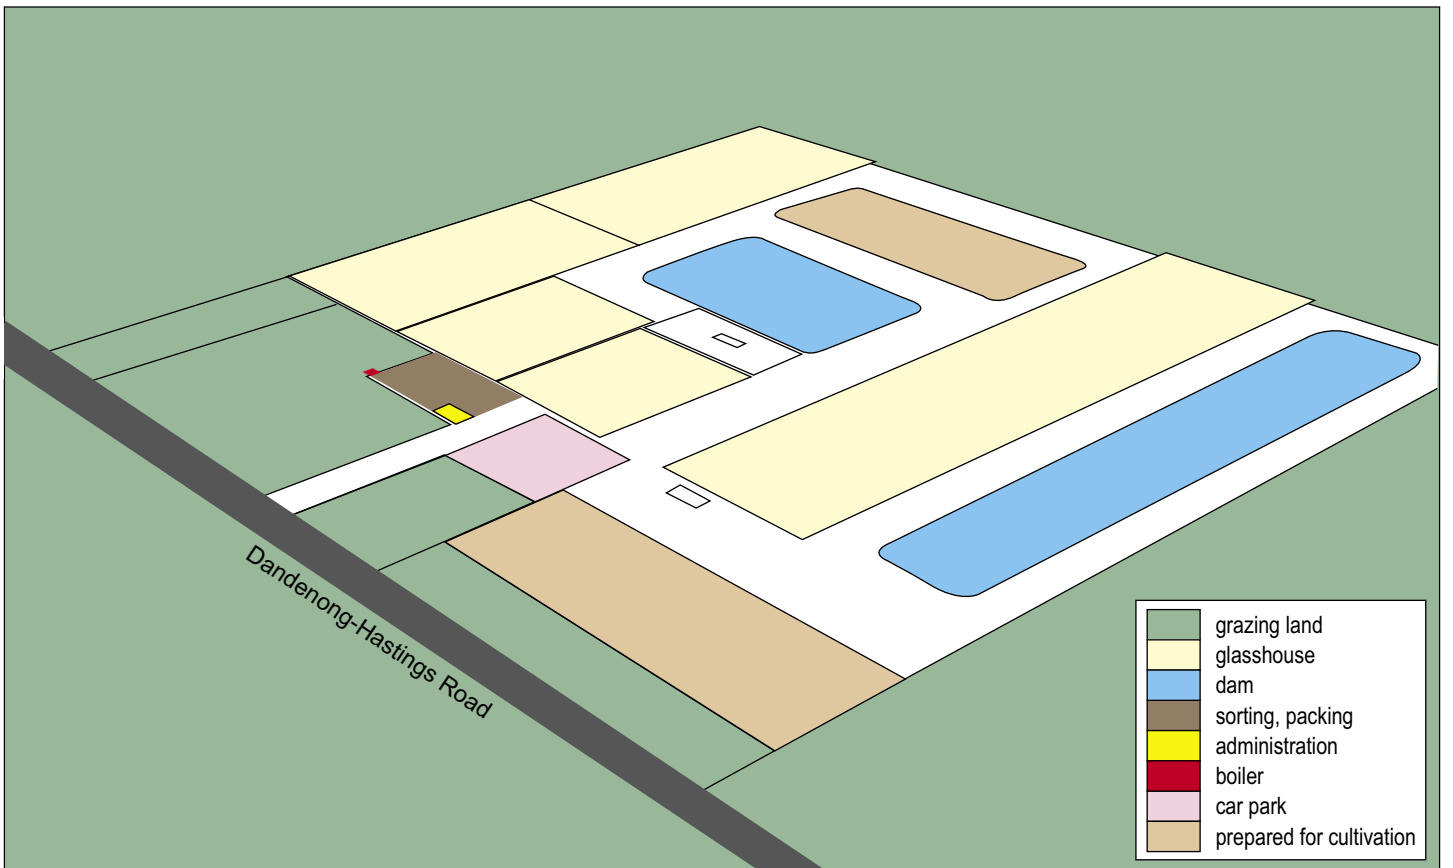 Dandenong-Hastings Road
grazing land
glasshouse
dam
sorting, packing
administration
boiler
car park
prepared for cultivation